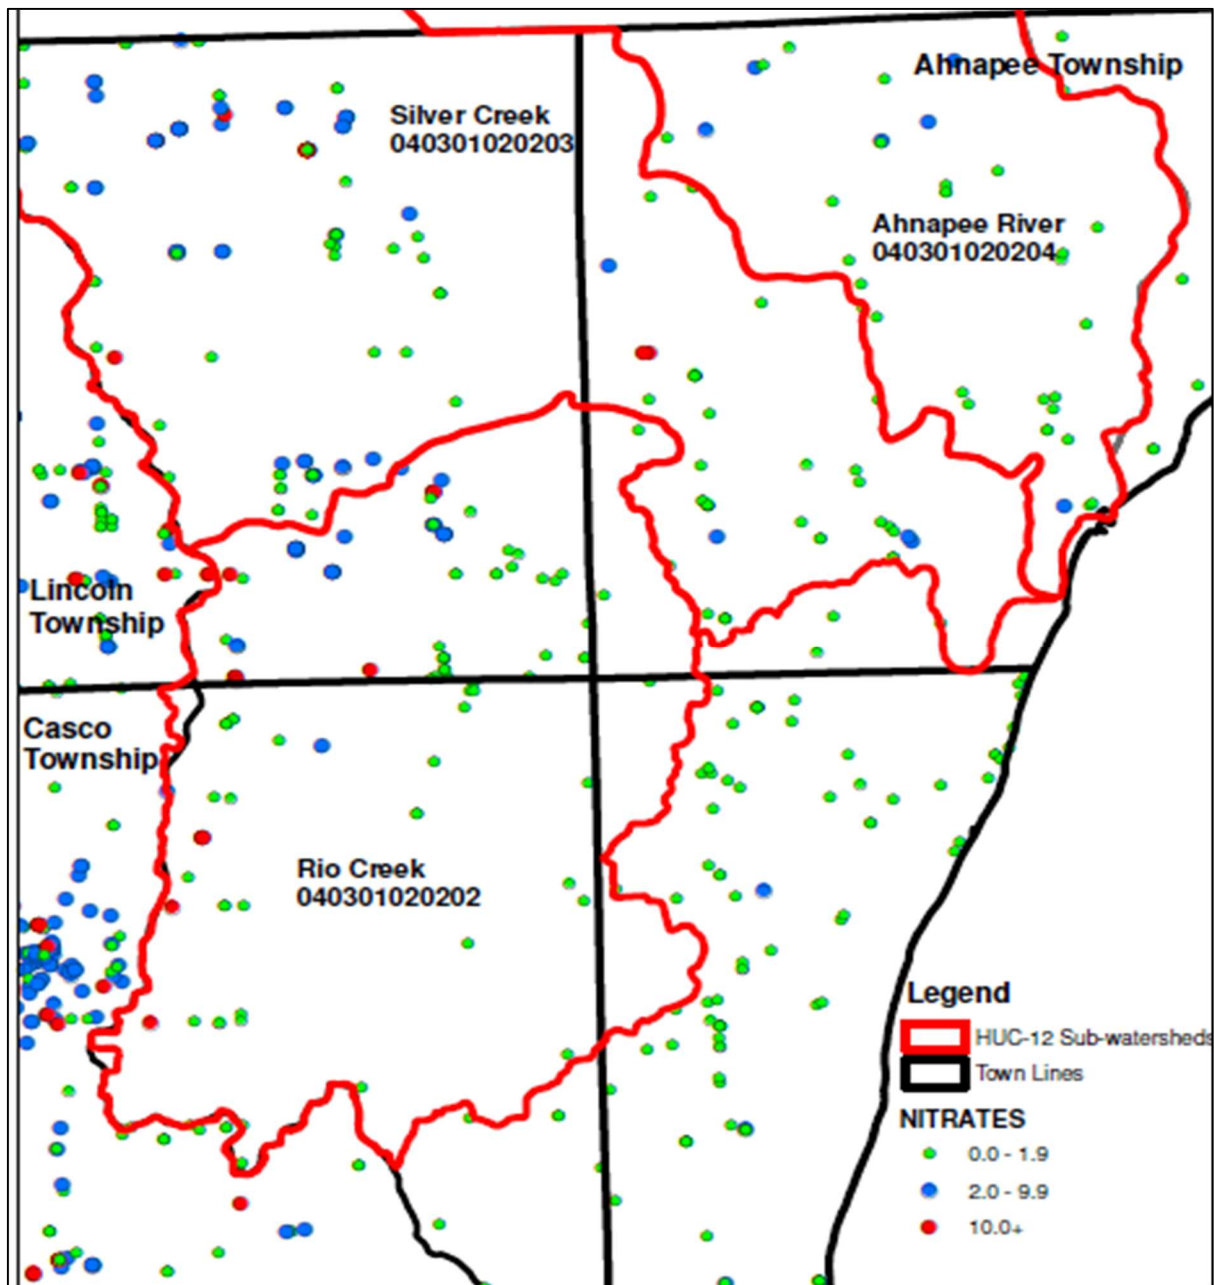 Ahnapee Township
Silver Creek
040301020203
Ahnapee River
040301020204
Lincoln
Township
Casco
Township
Rio Creek
040301020202
Legend
HUC-12 Sub-watersheds
Town Lines
NITRATES
0.0 - 1.9
2.0 - 9.9
10.0+